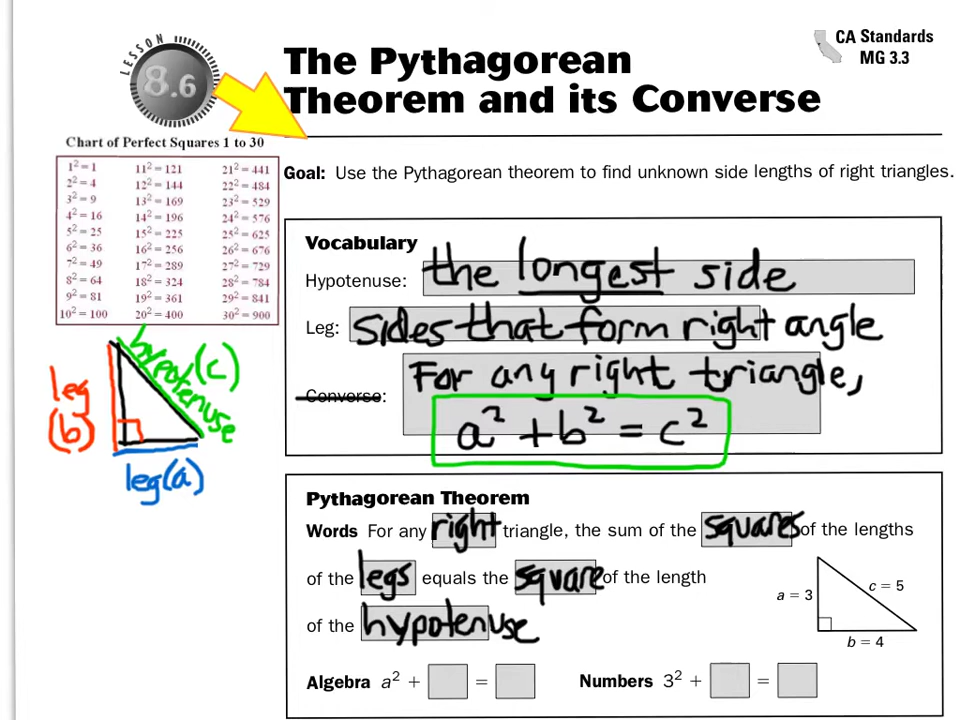 LESSON
8.6
The Pythagorean
Theorem and its Converse
CA Standards
MG 3.3
Chart of Perfect Squares 1 to 30
1² = 1 11² = 121 21² = 441
2² = 4 12² = 144 22² = 484
3² = 9 13² = 169 23² = 529
4² = 16 14² = 196 24² = 576
5² = 25 15² = 225 25² = 625
6² = 36 16² = 256 26² = 676
7² = 49 17² = 289 27² = 729
8² = 64 18² = 324 28² = 784
9² = 81 19² = 361 29² = 841
10² = 100 20² = 400 30² = 900
hypotenuse (c)
leg
(b)
leg(a)
Goal: Use the Pythagorean theorem to find unknown side lengths of right triangles.
Vocabulary
Hypotenuse: the longest side
Leg: sides that form right angle
Converse: For any right triangle,
a² + b² = c²
Pythagorean Theorem
Words For any right triangle, the sum of the squares of the lengths
of the legs equals the square of the length
of the hypotenuse
a = 3
c = 5
b = 4
Algebra a² + =
Numbers 3² + =